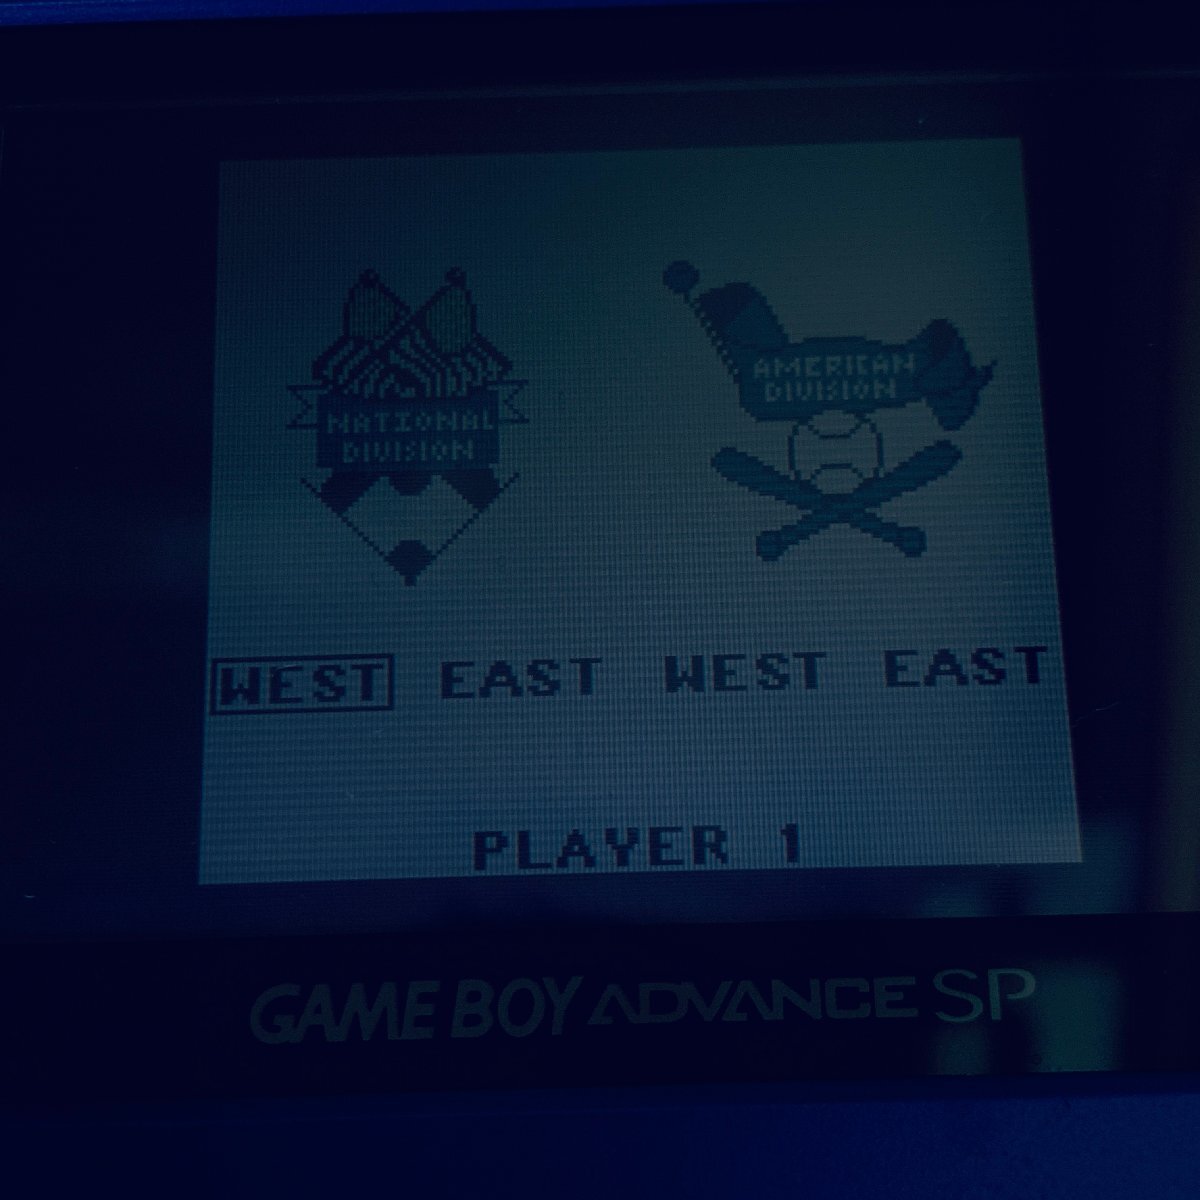 NATIONAL
DIVISION
AMERICAN
DIVISION
WEST EAST WEST EAST
PLAYER 1
GAME BOY ADVANCE SP